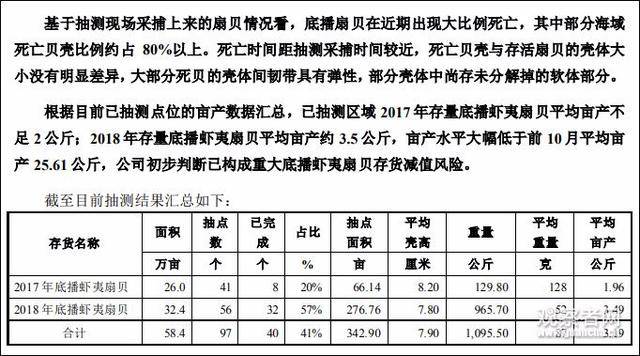 基于抽测现场采捕上来的扇贝情况看，底播扇贝在近期出现大比例死亡，其中部分海域
死亡贝壳比例约占 80%以上。死亡时间距抽测采捕时间较近，死亡贝壳与存活扇贝的壳体大
小没有明显差异，大部分死贝的壳体间韧带具有弹性，部分壳体中尚存未分解掉的软体部分。
根据目前已抽测点位的亩产数据汇总，已抽测区域 2017 年存量底播虾夷扇贝平均亩产不
足 2 公斤；2018 年存量底播虾夷扇贝平均亩产约 3.5 公斤，亩产水平大幅低于前 10 月平均亩
产 25.61 公斤，公司初步判断已构成重大底播虾夷扇贝存货减值风险。
截至目前抽测结果汇总如下：
存货名称 面积 抽点数 已完成 占比 抽点面积 平均壳高 重量 平均重量 平均亩产
万亩 个 个 % 亩 厘米 公斤 克 公斤
2017 年底播虾夷扇贝 26.0 41 8 20% 66.14 8.20 129.80 128 1.96
2018 年底播虾夷扇贝 32.4 56 32 57% 276.76 7.80 965.70 52 3.49
合计 58.4 97 40 41% 342.90 7.90 1,095.50 87 3.19
观察者网